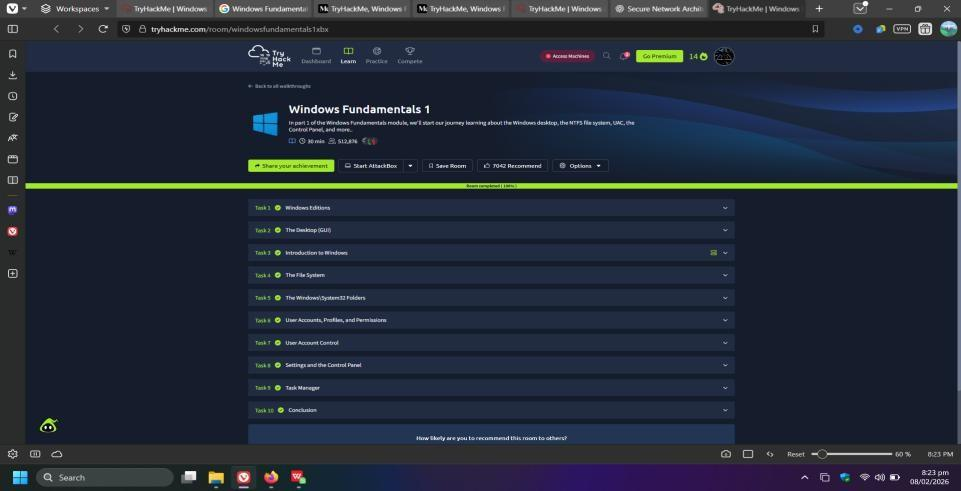 Workspaces
TryHackMe | Windows
Windows Fundamental
TryHackMe, Windows F
TryHackMe, Windows F
TryHackMe | Windows
Secure Network Archit
TryHackMe | Windows
tryhackme.com/room/windowsfundamentals1xbx
VPN
Try Hack Me
Dashboard
Learn
Practice
Compete
Access Machines
Go Premium
14
Back to all walkthroughs
Windows Fundamentals 1
In part 1 of the Windows Fundamentals module, we'll start our journey learning about the Windows desktop, the NTFS file system, UAC, the
Control Panel, and more..
30 min
512,876
Share your achievement
Start AttackBox
Save Room
7042 Recommend
Options
Room completed ( 100% )
Task 1 Windows Editions
Task 2 The Desktop (GUI)
Task 3 Introduction to Windows
Task 4 The File System
Task 5 The Windows\System32 Folders
Task 6 User Accounts, Profiles, and Permissions
Task 7 User Account Control
Task 8 Settings and the Control Panel
Task 9 Task Manager
Task 10 Conclusion
How likely are you to recommend this room to others?
Reset
60 %
8:23 PM
Search
8:23 pm
08/02/2026